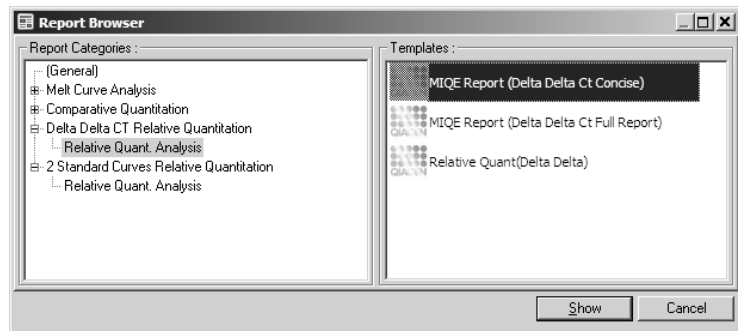 Report Browser
Report Categories :
(General)
Melt Curve Analysis
Comparative Quantitation
Delta Delta CT Relative Quantitation
Relative Quant. Analysis
2 Standard Curves Relative Quantitation
Relative Quant. Analysis
Templates :
MIQE Report (Delta Delta Ct Concise)
MIQE Report (Delta Delta Ct Full Report)
QIAGEN
Relative Quant(Delta Delta)
QIAGEN
Show
Cancel